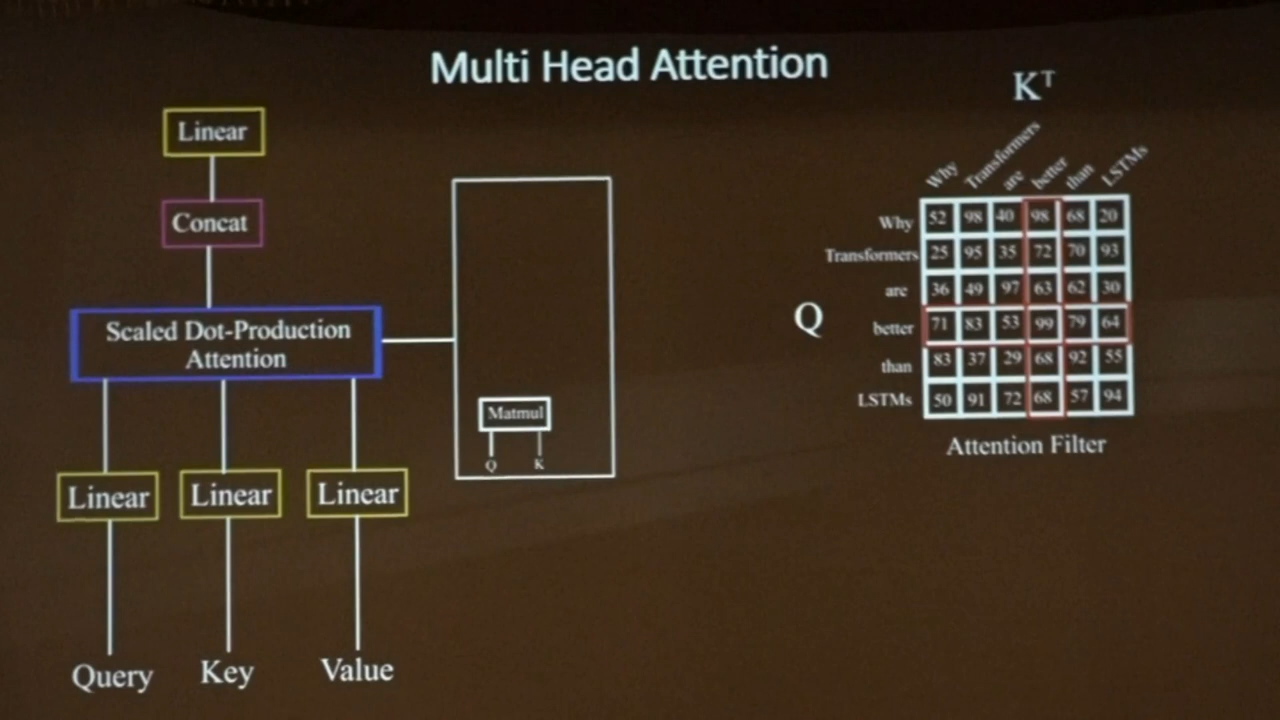 Multi Head Attention
Linear
Concat
Scaled Dot-Production
Attention
Linear Linear Linear
Query Key Value
Matmul
Q K
K^T
Why Transformers are better than LSTMs
Q
Why 52 98 40 98 68 20
Transformers 25 95 35 72 70 93
are 36 49 97 63 62 30
better 71 83 53 99 79 64
than 83 37 29 68 92 55
LSTMs 50 91 72 68 57 94
Attention Filter